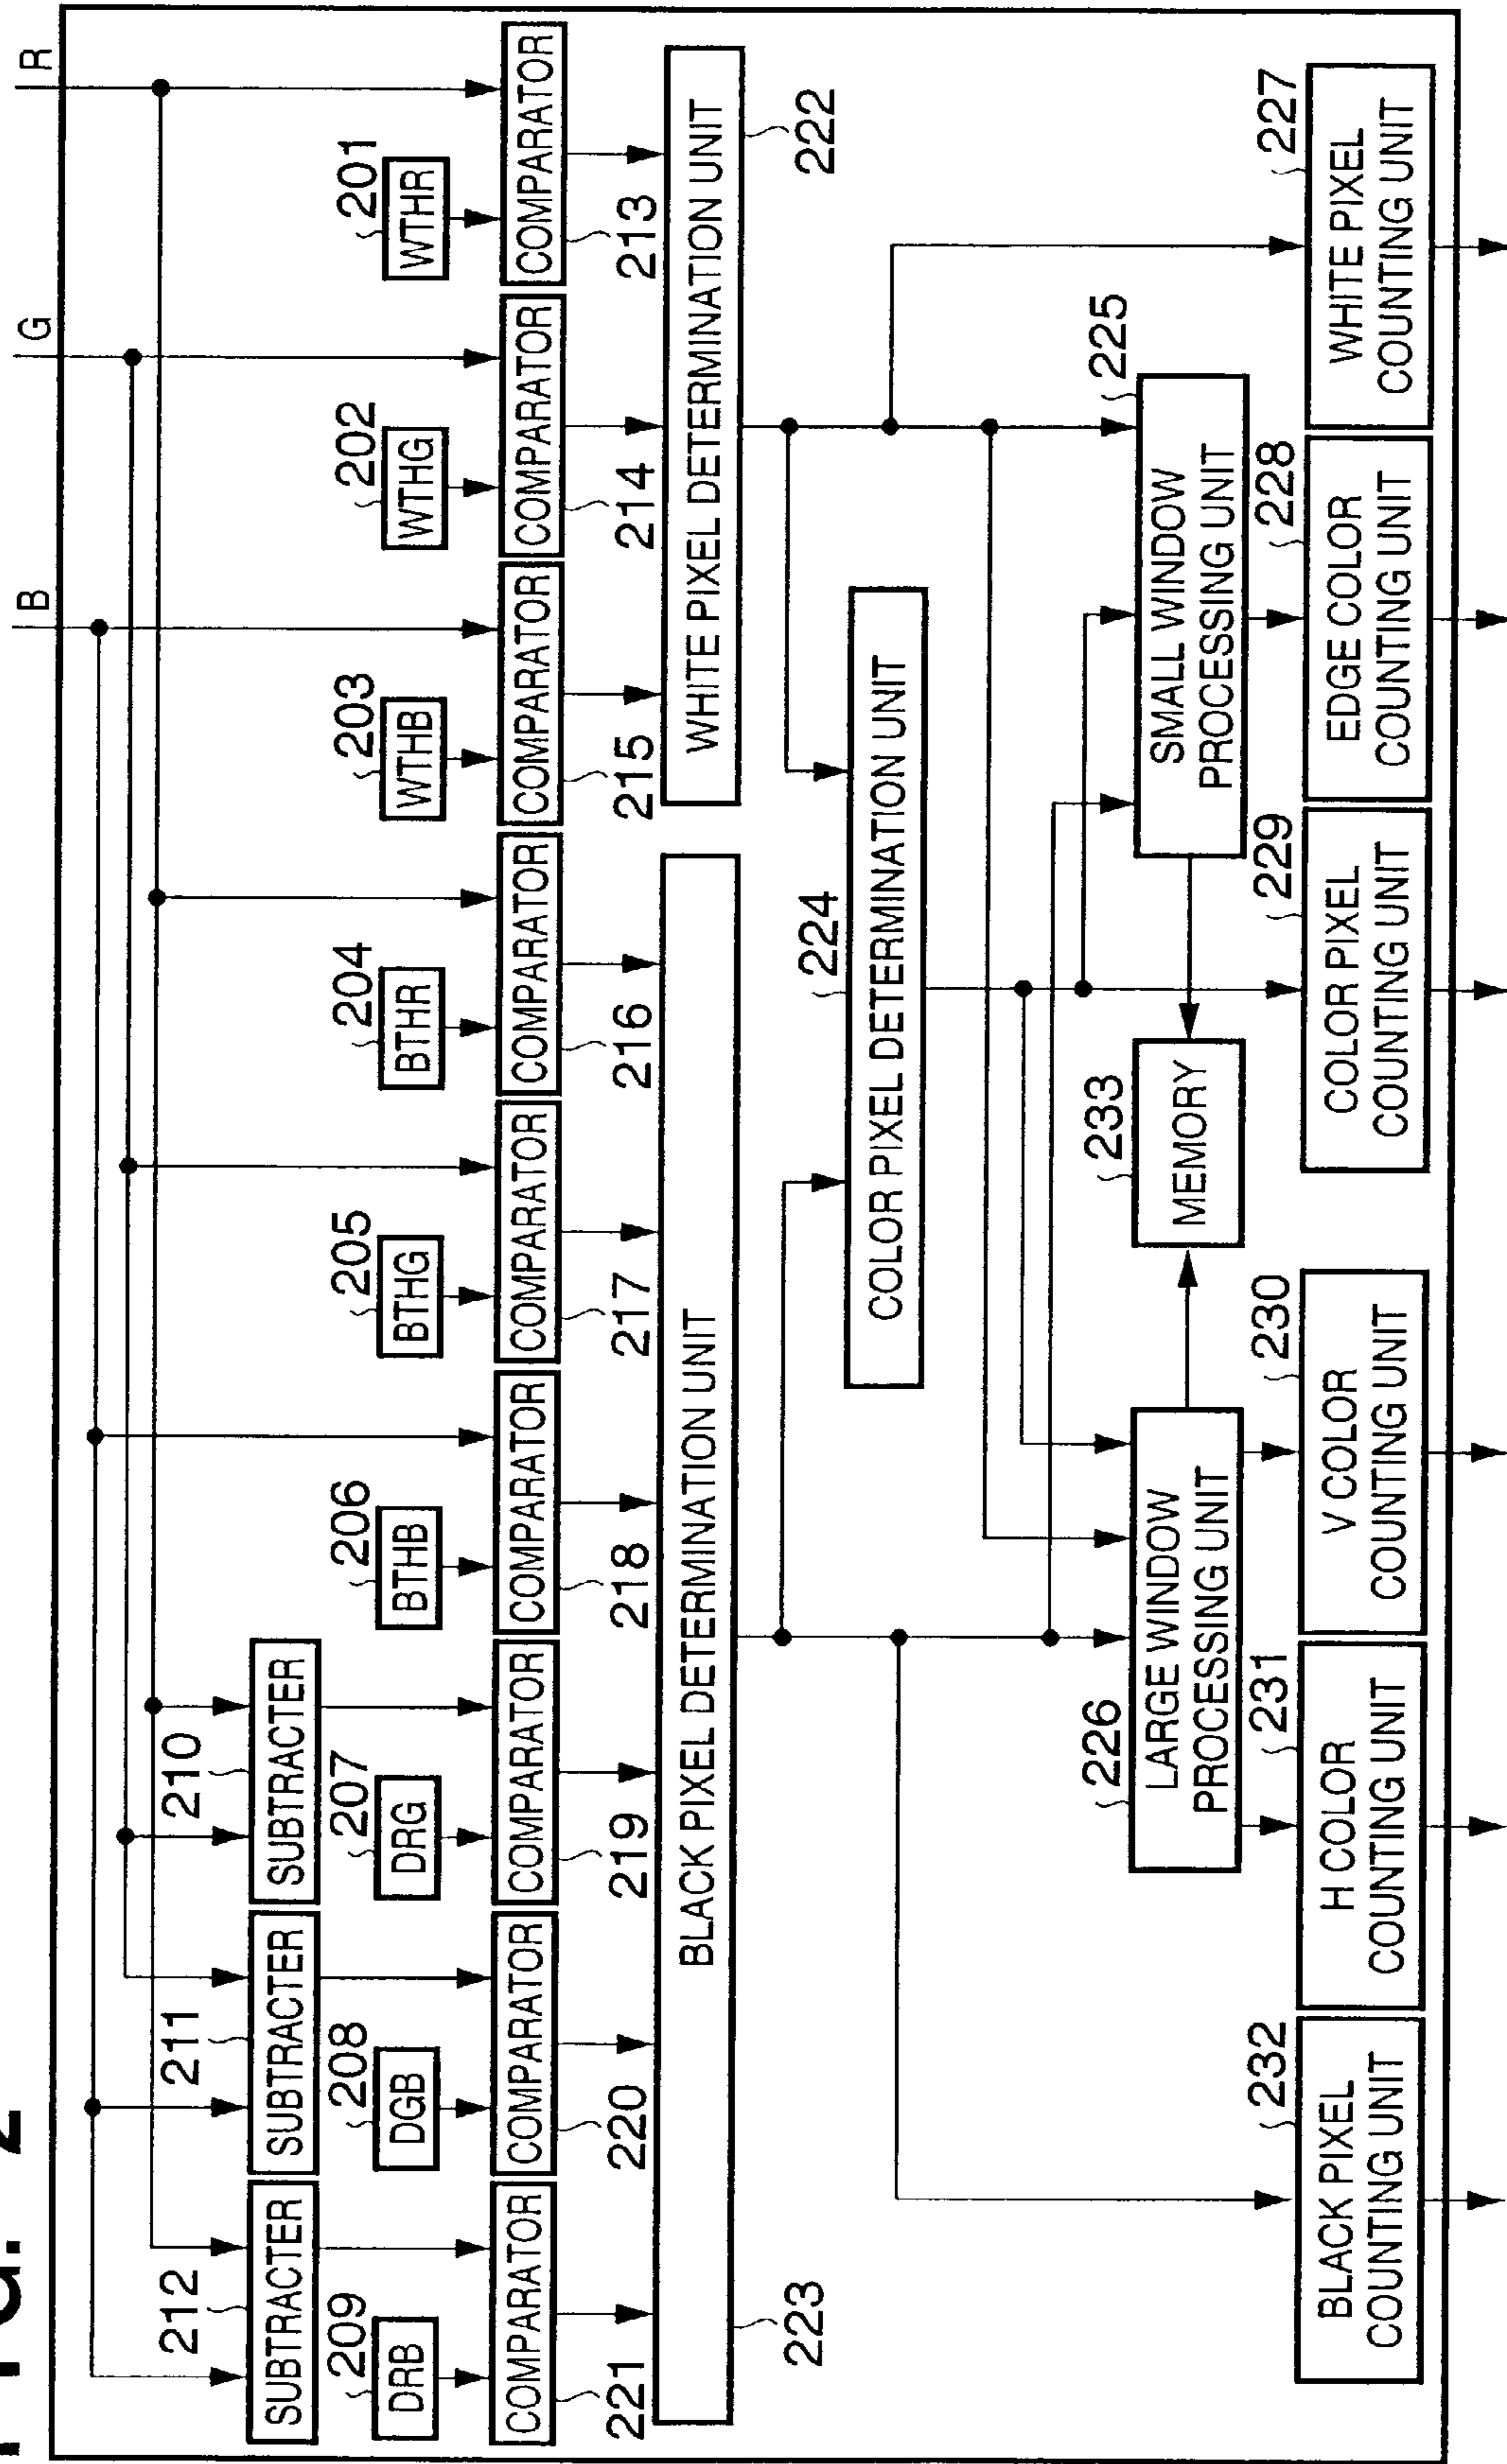 FIG. 2
B
G
R
212
211
210
SUBTRACTER
SUBTRACTER
SUBTRACTER
209
208
207
206
205
204
203
202
201
DRB
DGB
DRG
BTHB
BTHG
BTHR
WTHB
WTHG
WTHR
COMPARATOR
COMPARATOR
COMPARATOR
COMPARATOR
COMPARATOR
COMPARATOR
COMPARATOR
COMPARATOR
COMPARATOR
221
220
219
218
217
216
215
214
213
BLACK PIXEL DETERMINATION UNIT
WHITE PIXEL DETERMINATION UNIT
223
222
224
COLOR PIXEL DETERMINATION UNIT
226
233
225
LARGE WINDOW
PROCESSING UNIT
MEMORY
SMALL WINDOW
PROCESSING UNIT
232
231
230
229
228
227
BLACK PIXEL
COUNTING UNIT
H COLOR
COUNTING UNIT
V COLOR
COUNTING UNIT
COLOR PIXEL
COUNTING UNIT
EDGE COLOR
COUNTING UNIT
WHITE PIXEL
COUNTING UNIT